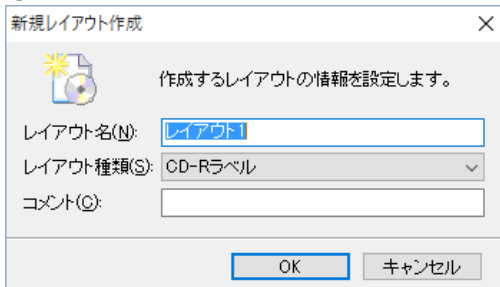 新規レイアウト作成
作成するレイアウトの情報を設定します。
レイアウト名(N): レイアウト1
レイアウト種類(S): CD-Rラベル
コメント(C):
OK キャンセル